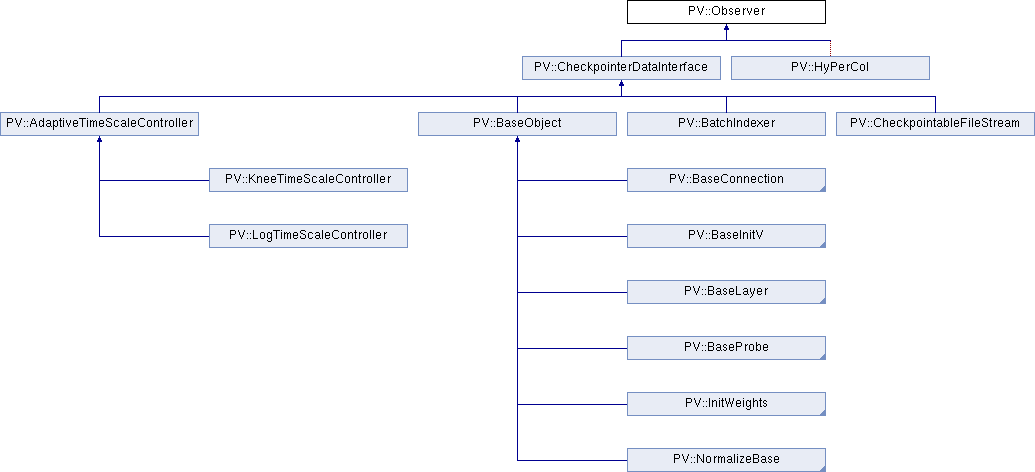 PV::Observer
PV::CheckpointerDataInterface
PV::HyPerCol
PV::AdaptiveTimeScaleController
PV::BaseObject
PV::BatchIndexer
PV::CheckpointableFileStream
PV::KneeTimeScaleController
PV::BaseConnection
PV::LogTimeScaleController
PV::BaseInitV
PV::BaseLayer
PV::BaseProbe
PV::InitWeights
PV::NormalizeBase